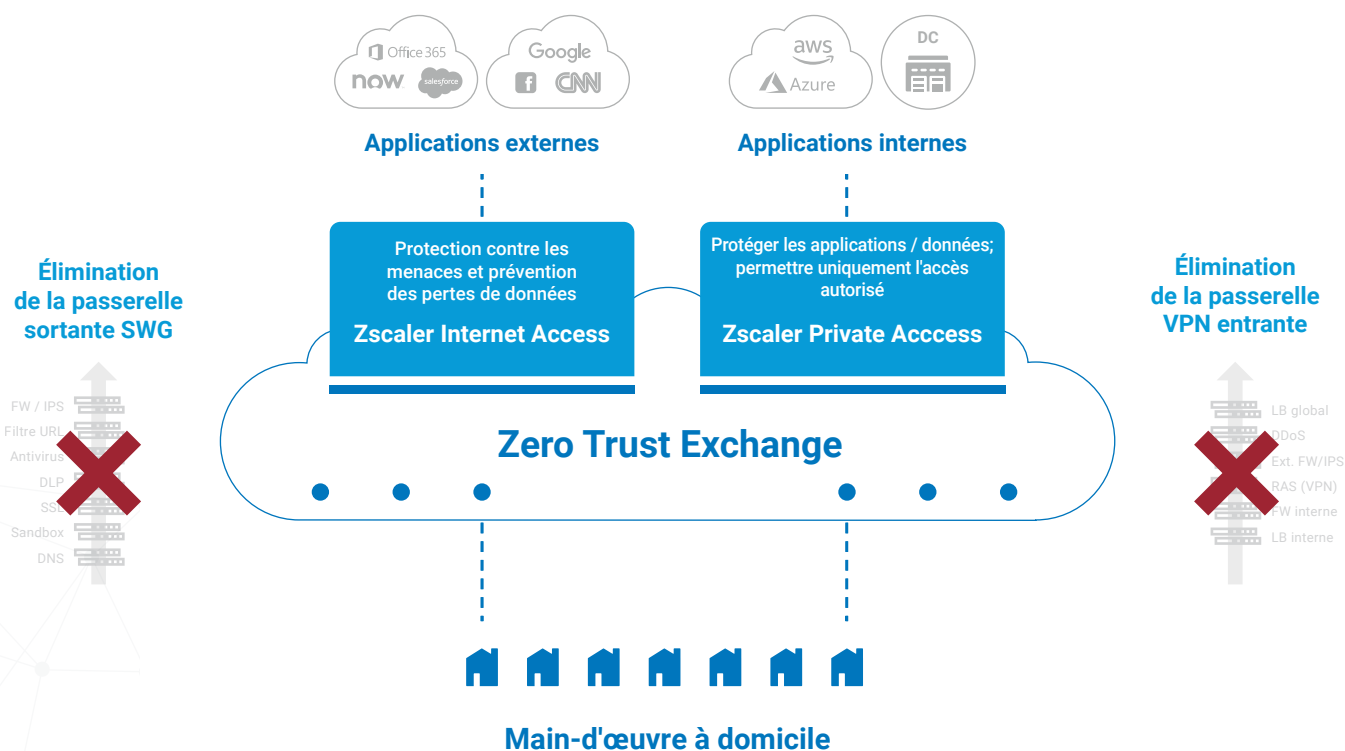 Office 365
now
salesforce
Google
f
CNN
aws
Azure
DC
Applications externes
Applications internes
Protection contre les
menaces et prévention
des pertes de données
Zscaler Internet Access
Protéger les applications / données;
permettre uniquement l'accès
autorisé
Zscaler Private Acccess
Élimination
de la passerelle
sortante SWG
FW / IPS
Filtre URL
Antivirus
DLP
SSL
Sandbox
DNS
Élimination
de la passerelle
VPN entrante
LB global
DDoS
Ext. FW/IPS
RAS (VPN)
FW interne
LB interne
Zero Trust Exchange
Main-d'œuvre à domicile